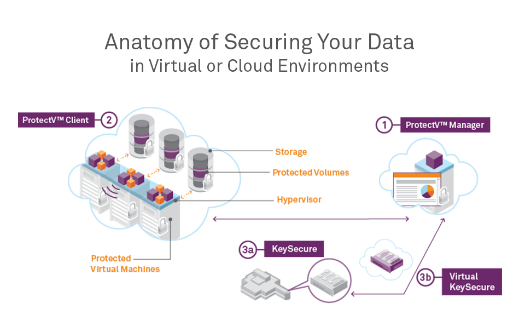 Anatomy of Securing Your Data
in Virtual or Cloud Environments
ProtectV™ Client
2
1
ProtectV™ Manager
Storage
Protected Volumes
Hypervisor
Protected
Virtual Machines
3a
KeySecure
3b
Virtual
KeySecure